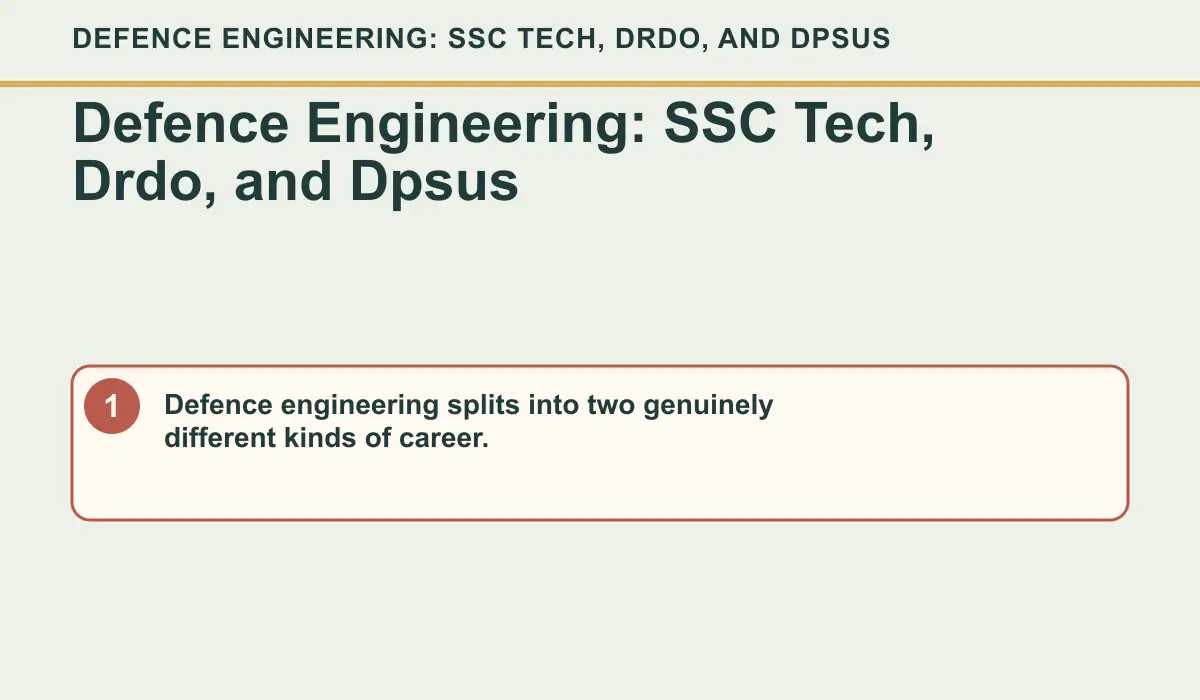 DEFENCE ENGINEERING: SSC TECH, DRDO, AND DPSUS
Defence Engineering: SSC Tech,
Drdo, and Dpsus
1
Defence engineering splits into two genuinely
different kinds of career.